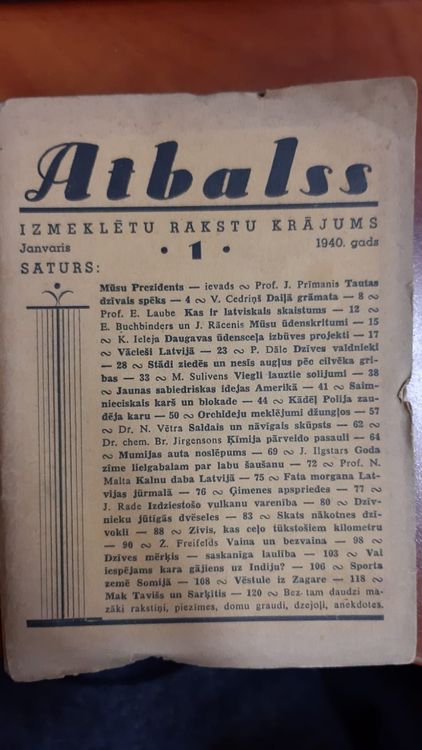 Atbalss
IZMEKLĒTU RAKSTU KRĀJUMS
Janvaris • 1 • 1940. gads
SATURS:
Mūsu Prezidents — ievads ∾ Prof. J. Prīmanis Tautas
dzīvais spēks — 4 ∾ V. Cedriņš Daiļā grāmata — 8 ∾
Prof. E. Laube Kas ir latviskais skaistums — 12 ∾
E. Buchbinders un J. Rācenis Mūsu ūdenskritumi — 15
∾ K. Ieleja Daugavas ūdensceļa izbūves projekti — 17
∾ Vācieši Latvijā — 23 ∾ P. Dāle Dzīves valdnieki
— 28 ∾ Stādi ziedēs un nesīs augļus pēc cilvēka gri-
bas — 33 ∾ M. Sulivens Viegli lauztie solijumi — 38
∾ Jaunas sabiedriskas idejas Amerikā — 41 ∾ Saim-
nieciskais karš un blokade — 44 ∾ Kādēļ Polija zau-
dēja karu — 50 ∾ Orchideju meklējumi džungļos — 57
∾ Dr. N. Vētra Saldais un nāvīgais skūpsts — 62 ∾
Dr. chem. Br. Jirgensons Ķīmija pārveido pasauli — 64
∾ Mumijas auta noslēpums — 69 ∾ J. Ilgstars Goda
zīme lielgabalam par labu šaušanu — 72 ∾ Prof. N.
Malta Kalnu daba Latvijā — 75 ∾ Fata morgana Lat-
vijas jūrmalā — 76 ∾ Ģimenes apspriedes — 77 ∾
J. Rade Izdziestošo vulkanu varenība — 80 ∾ Dzīv-
nieku jūtīgās dvēseles — 83 ∾ Skats nākotnes dzī-
voklī — 88 ∾ Zivis, kas ceļo tūkstošiem kilometru
— 90 ∾ Z. Freifelds Vaina un bezvaina — 98 ∾
Dzīves mērķis — saskanīga laulība — 103 ∾ Vai
iespējams kara gājiens uz Indiju? — 106 ∾ Sporta
zemē Somijā — 108 ∾ Vēstule iz Zagare — 118 ∾
Mak Tavišs un Sarķītis — 120 ∾ Bez tam daudzi ma-
zāki rakstiņi, piezīmes, domu graudi, dzejoļi, anekdotes.